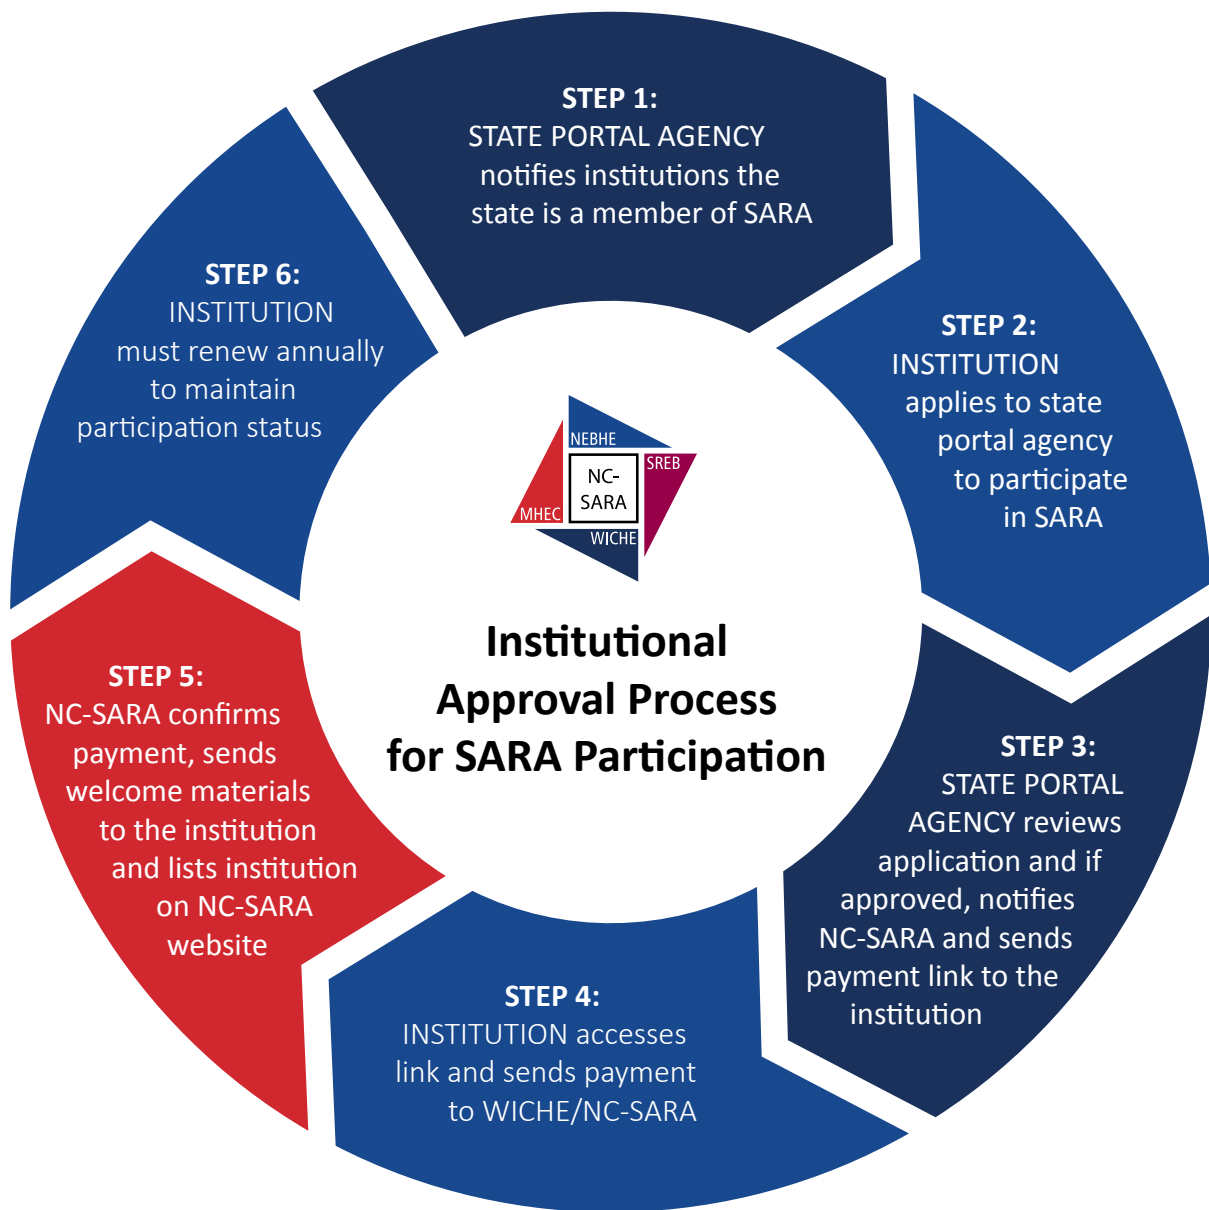 STEP 1:
STATE PORTAL AGENCY
notifies institutions the
state is a member of SARA
STEP 2:
INSTITUTION
applies to state
portal agency
to participate
in SARA
STEP 3:
STATE PORTAL
AGENCY reviews
application and if
approved, notifies
NC-SARA and sends
payment link to the
institution
STEP 4:
INSTITUTION accesses
link and sends payment
to WICHE/NC-SARA
STEP 5:
NC-SARA confirms
payment, sends
welcome materials
to the institution
and lists institution
on NC-SARA
website
STEP 6:
INSTITUTION
must renew annually
to maintain
participation status
NEBHE
SREB
NC-
SARA
MHEC
WICHE
Institutional
Approval Process
for SARA Participation